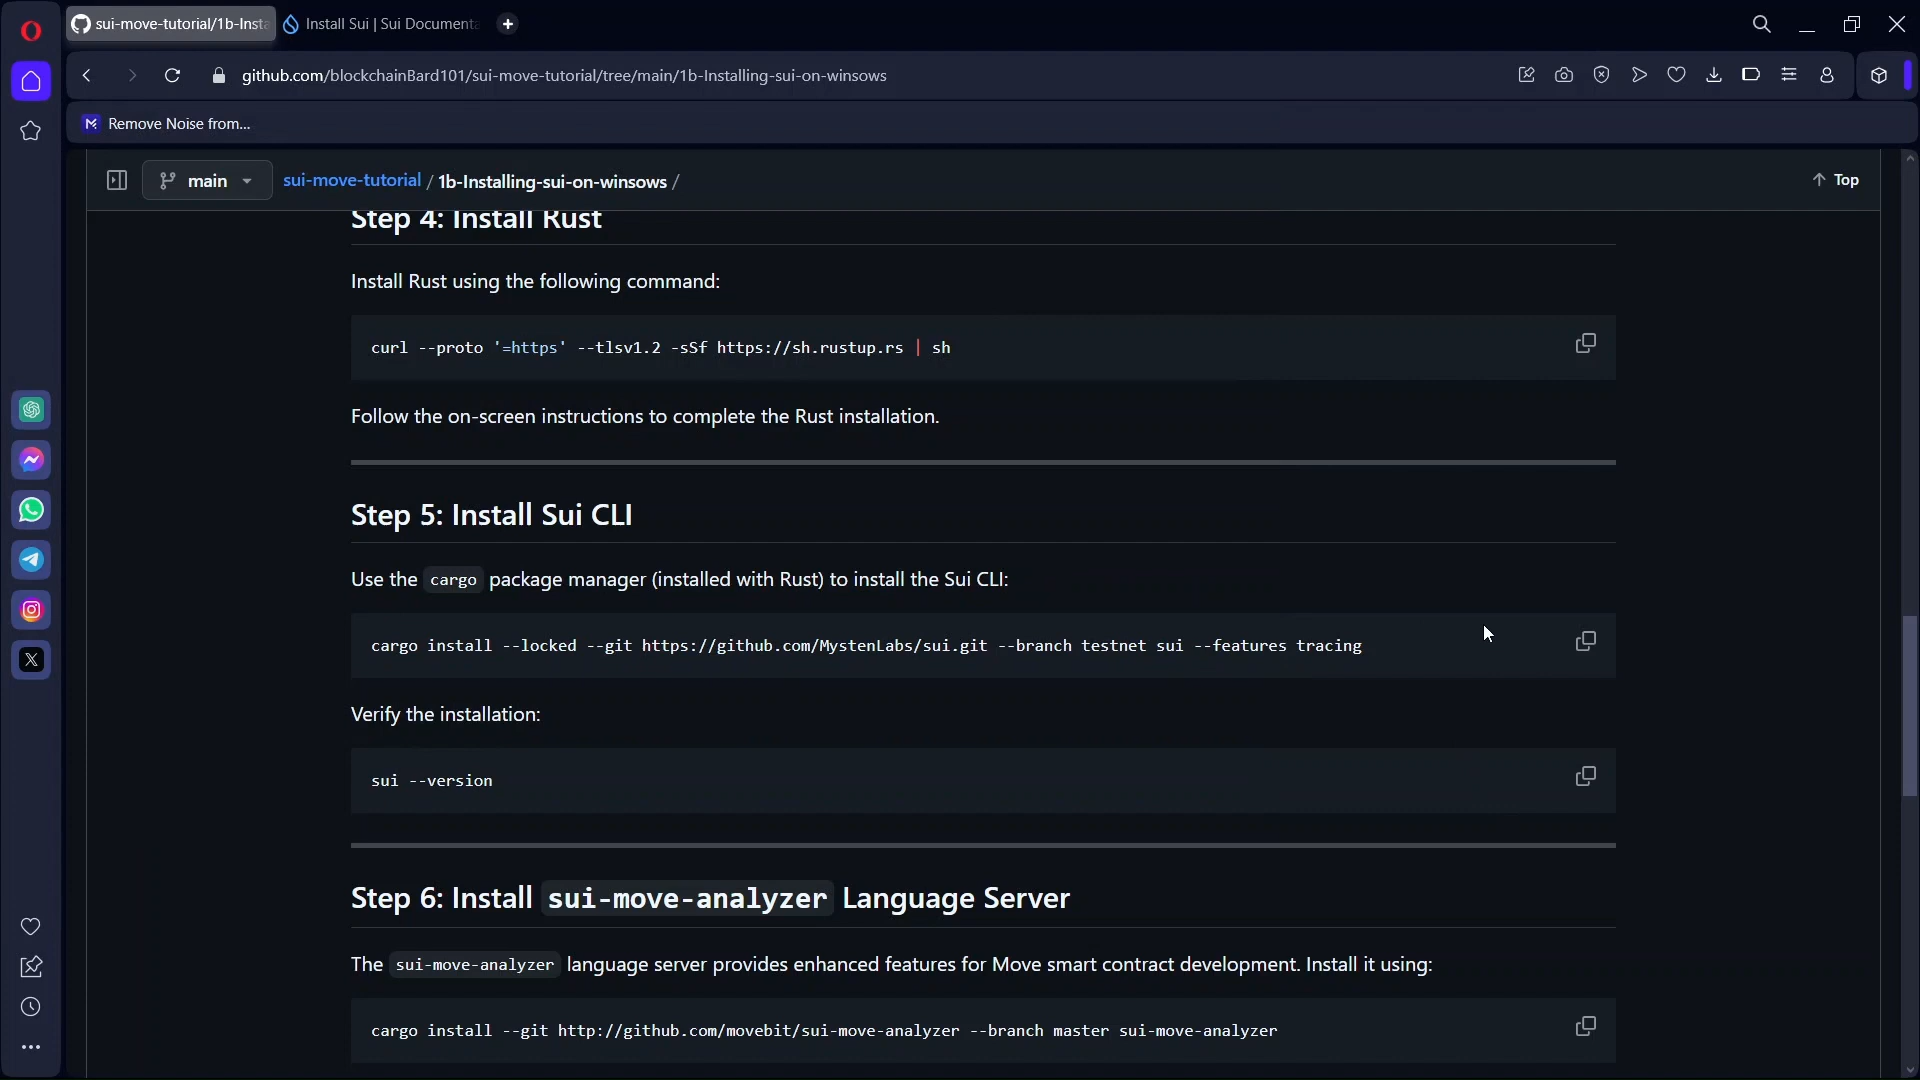 sui-move-tutorial/1b-Insta
Install Sui | Sui Documenta
github.com/blockchainBard101/sui-move-tutorial/tree/main/1b-Installing-sui-on-winsows
Remove Noise from...
main
sui-move-tutorial / 1b-Installing-sui-on-winsows /
Top
Step 4: Install Rust
Install Rust using the following command:
curl --proto '=https' --tlsv1.2 -sSf https://sh.rustup.rs | sh
Follow the on-screen instructions to complete the Rust installation.
Step 5: Install Sui CLI
Use the cargo package manager (installed with Rust) to install the Sui CLI:
cargo install --locked --git https://github.com/MystenLabs/sui.git --branch testnet sui --features tracing
Verify the installation:
sui --version
Step 6: Install sui-move-analyzer Language Server
The sui-move-analyzer language server provides enhanced features for Move smart contract development. Install it using:
cargo install --git http://github.com/movebit/sui-move-analyzer --branch master sui-move-analyzer